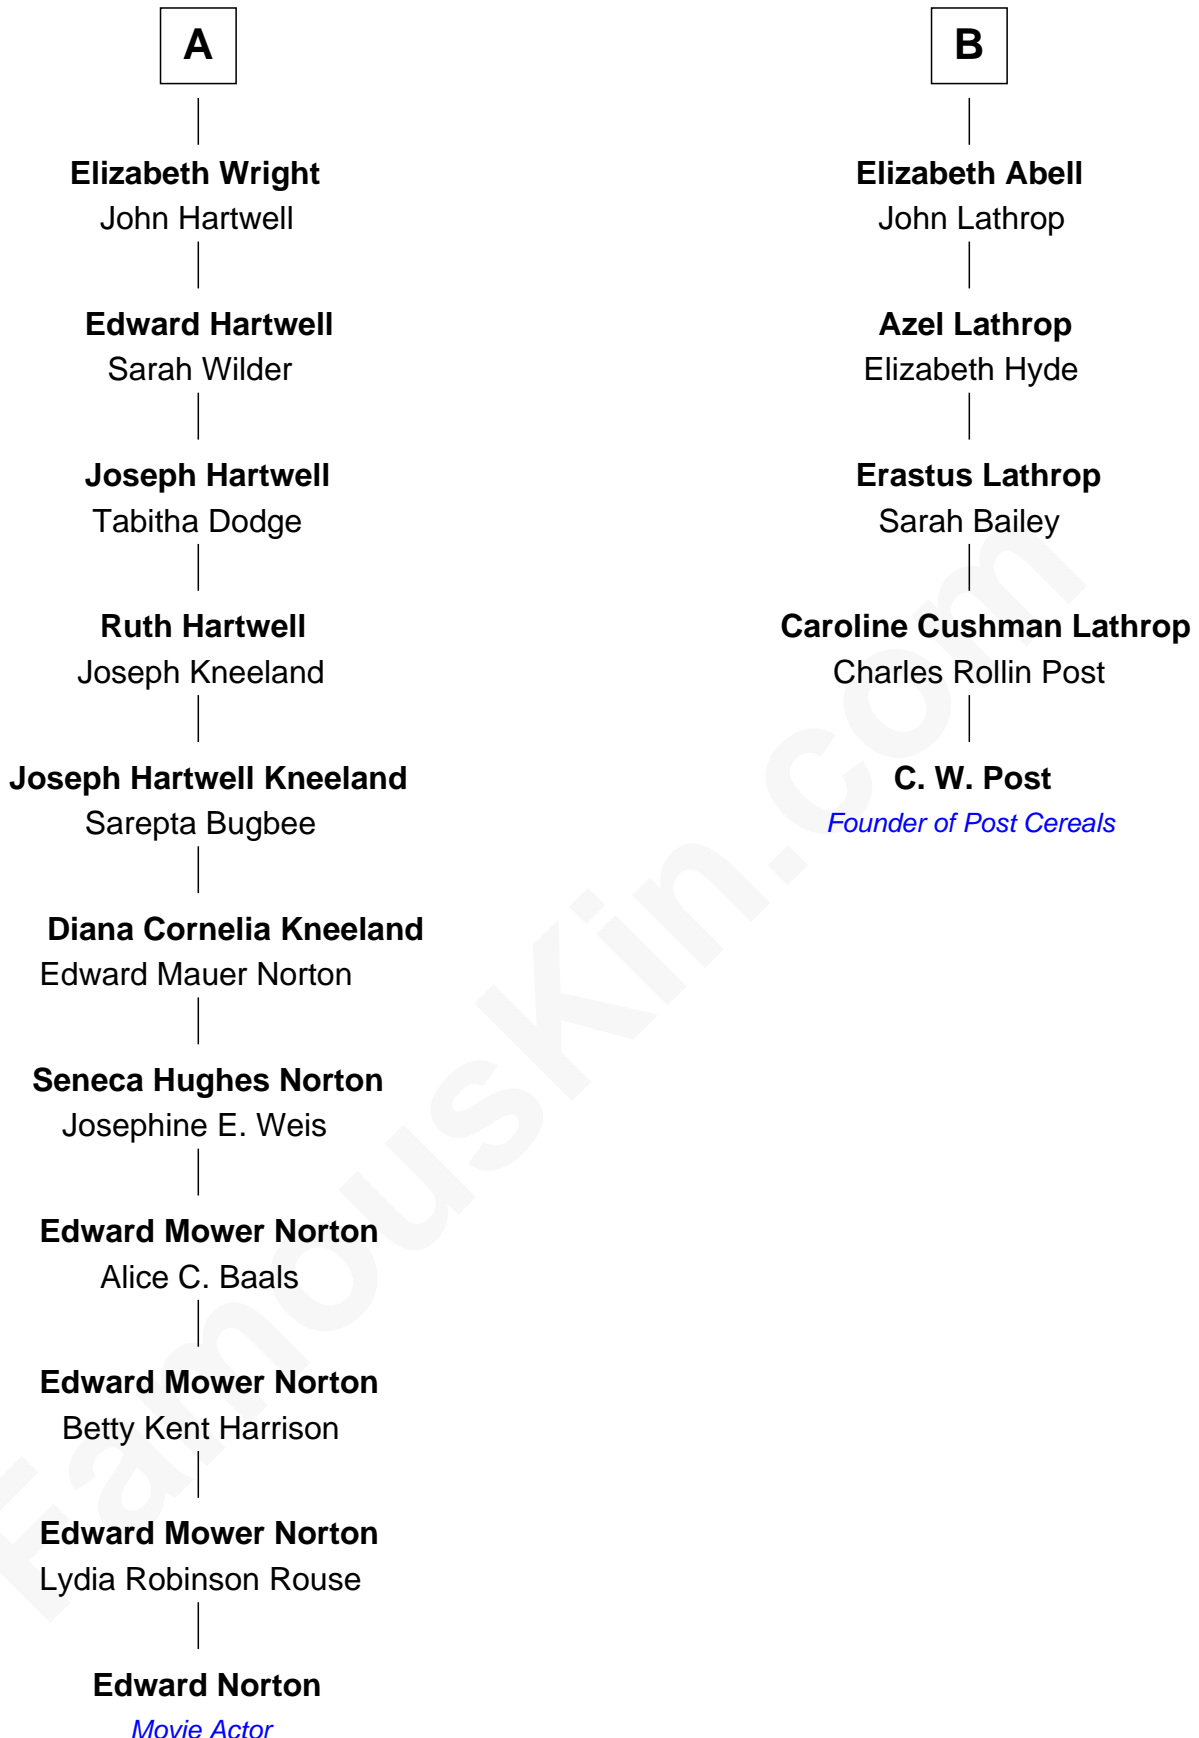 A
Elizabeth Wright
John Hartwell
Edward Hartwell
Sarah Wilder
Joseph Hartwell
Tabitha Dodge
Ruth Hartwell
Joseph Kneeland
Joseph Hartwell Kneeland
Sarepta Bugbee
Diana Cornelia Kneeland
Edward Mauer Norton
Seneca Hughes Norton
Josephine E. Weis
Edward Mower Norton
Alice C. Baals
Edward Mower Norton
Betty Kent Harrison
Edward Mower Norton
Lydia Robinson Rouse
Edward Norton
Movie Actor
B
Elizabeth Abell
John Lathrop
Azel Lathrop
Elizabeth Hyde
Erastus Lathrop
Sarah Bailey
Caroline Cushman Lathrop
Charles Rollin Post
C. W. Post
Founder of Post Cereals
FamousKin.com